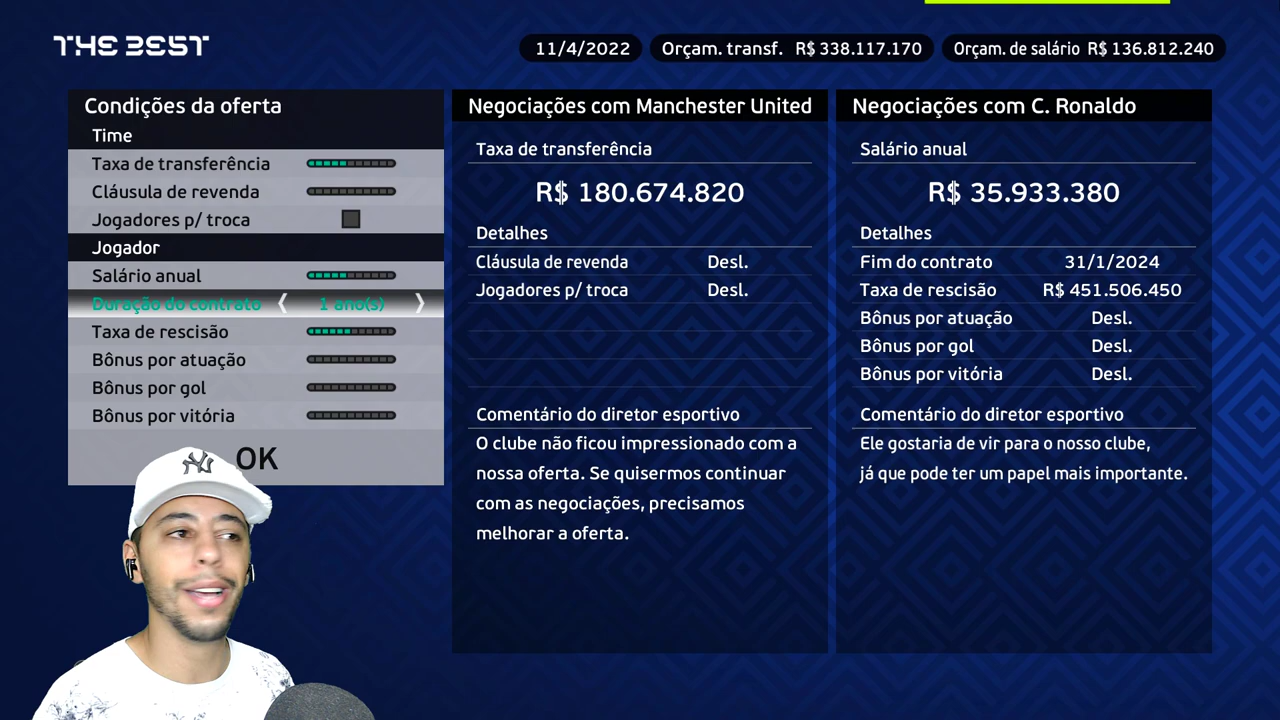 THE BEST
11/4/2022
Orçam. transf. R$ 338.117.170
Orçam. de salário R$ 136.812.240
Condições da oferta
Time
Taxa de transferência
Cláusula de revenda
Jogadores p/ troca
Jogador
Salário anual
Duração do contrato 1 ano(s)
Taxa de rescisão
Bônus por atuação
Bônus por gol
Bônus por vitória
OK
NY
Negociações com Manchester United
Taxa de transferência
R$ 180.674.820
Detalhes
Cláusula de revenda Desl.
Jogadores p/ troca Desl.
Comentário do diretor esportivo
O clube não ficou impressionado com a
nossa oferta. Se quisermos continuar
com as negociações, precisamos
melhorar a oferta.
Negociações com C. Ronaldo
Salário anual
R$ 35.933.380
Detalhes
Fim do contrato 31/1/2024
Taxa de rescisão R$ 451.506.450
Bônus por atuação Desl.
Bônus por gol Desl.
Bônus por vitória Desl.
Comentário do diretor esportivo
Ele gostaria de vir para o nosso clube,
já que pode ter um papel mais importante.